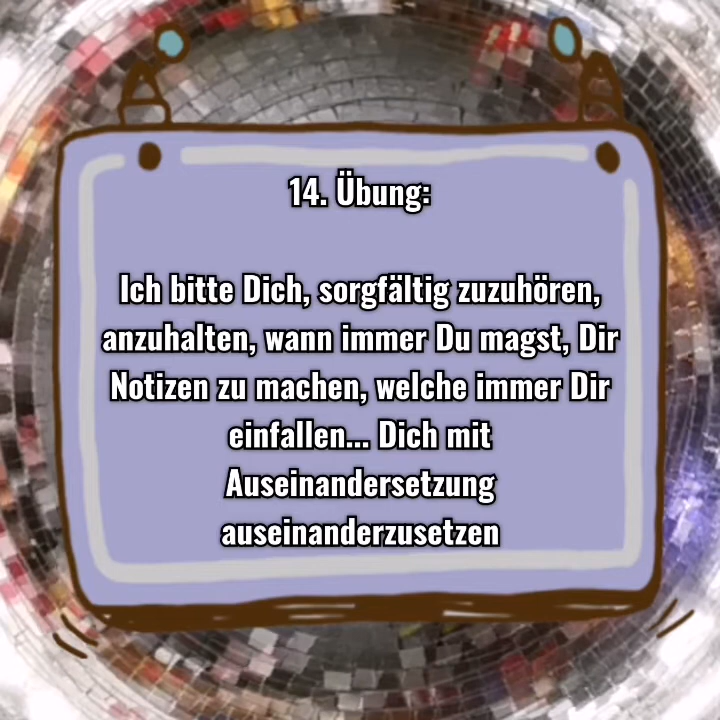 14. Übung:
Ich bitte Dich, sorgfältig zuzuhören,
anzuhalten, wann immer Du magst, Dir
Notizen zu machen, welche immer Dir
einfallen... Dich mit
Auseinandersetzung
auseinanderzusetzen